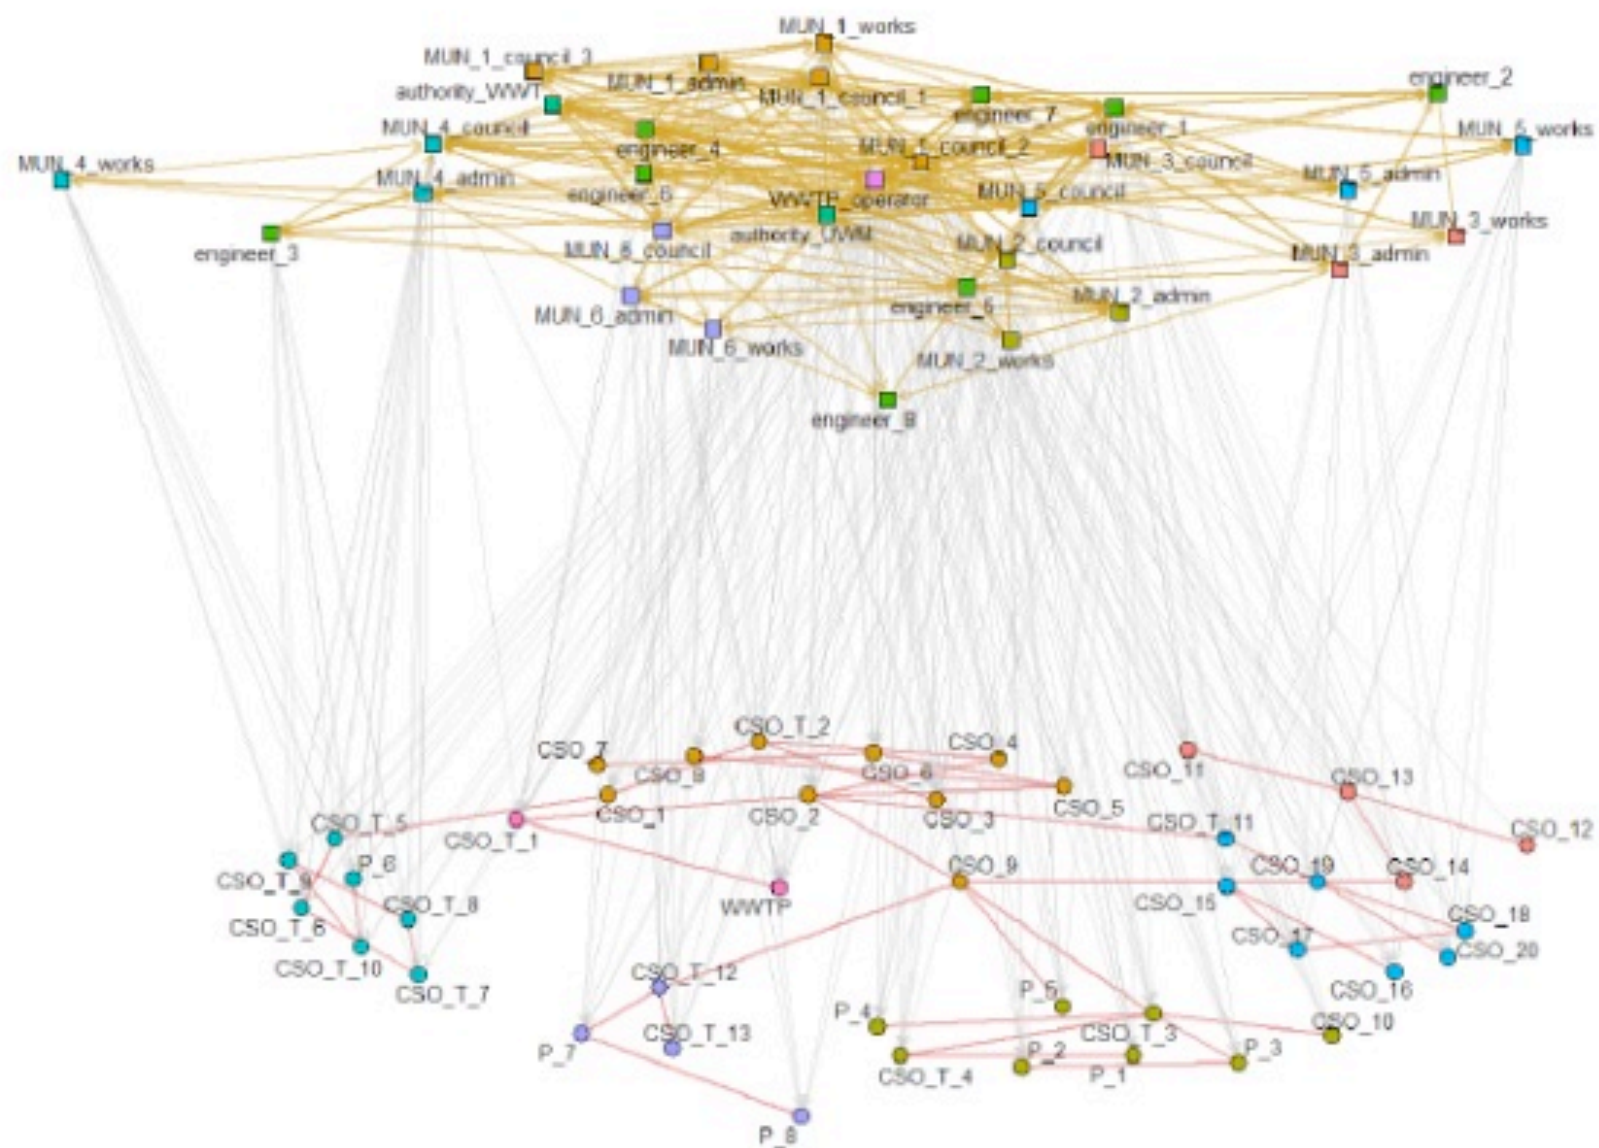 MUN_1_works
MUN_1_council_3
MUN_1_admin
engineer_2
authority_WWT
MUN_1_council_1
engineer_7
engineer_1
MUN_4_council
MUN_5_works
engineer_4
MUN_1_council_2
MUN_3_council
MUN_4_works
MUN_4_admin
MUN_5_admin
engineer_6
WWTP_operator
MUN_5_council
MUN_3_works
authority_UWM
MUN_6_council
MUN_2_council
engineer_3
MUN_3_admin
MUN_6_admin
engineer_5
MUN_2_admin
MUN_6_works
MUN_2_works
engineer_8
CSO_T_2
CSO_7
CSO_8
CSO_6
CSO_4
CSO_11
CSO_13
CSO_1
CSO_2
CSO_3
CSO_5
CSO_T_5
CSO_T_1
CSO_T_11
CSO_12
CSO_T_9
P_6
CSO_9
CSO_19
CSO_14
WWTP
CSO_15
CSO_T_6
CSO_T_8
CSO_18
CSO_17
CSO_20
CSO_T_10
CSO_T_12
CSO_T_7
P_5
CSO_16
P_4
CSO_T_3
CSO_10
P_7
CSO_T_13
P_2
P_3
CSO_T_4
P_1
P_8